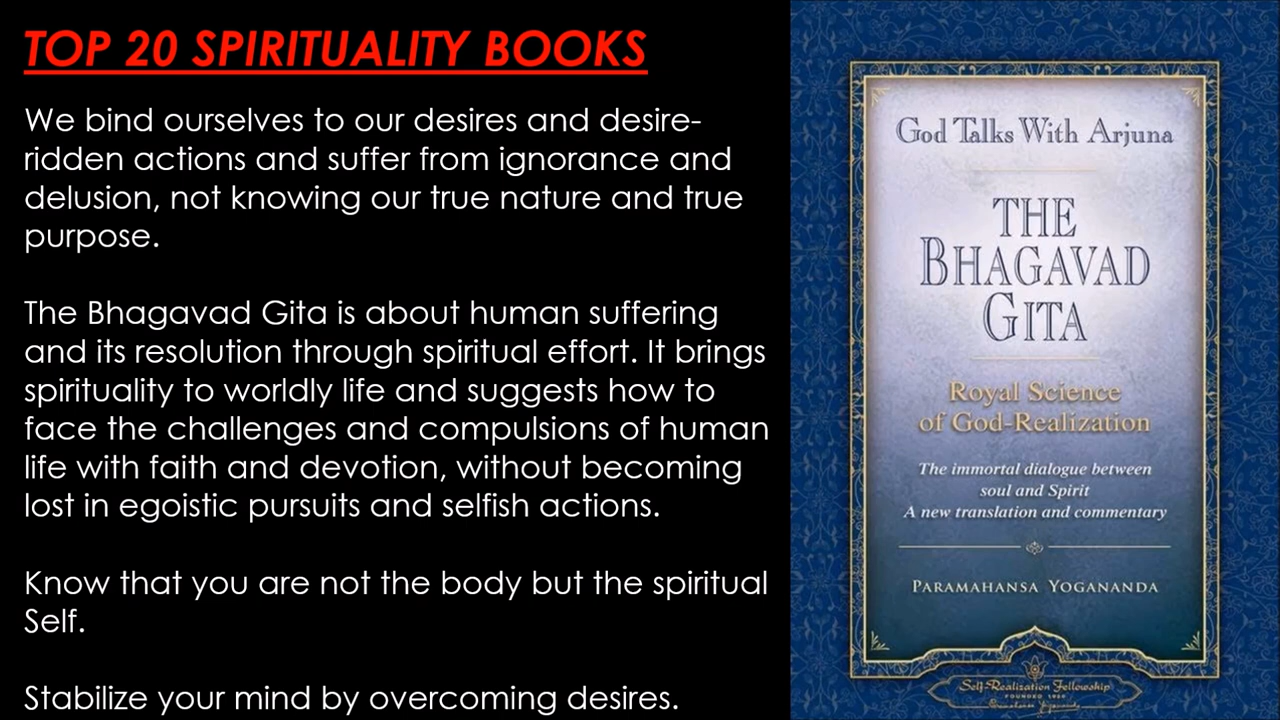 TOP 20 SPIRITUALITY BOOKS
We bind ourselves to our desires and desire-
ridden actions and suffer from ignorance and
delusion, not knowing our true nature and true
purpose.
The Bhagavad Gita is about human suffering
and its resolution through spiritual effort. It brings
spirituality to worldly life and suggests how to
face the challenges and compulsions of human
life with faith and devotion, without becoming
lost in egoistic pursuits and selfish actions.
Know that you are not the body but the spiritual
Self.
Stabilize your mind by overcoming desires.
God Talks With Arjuna
THE
BHAGAVAD
GITA
Royal Science
of God-Realization
The immortal dialogue between
soul and Spirit
A new translation and commentary
PARAMAHANSA YOGANANDA
Self-Realization Fellowship
FOUNDED 1920
Paramahansa Yogananda